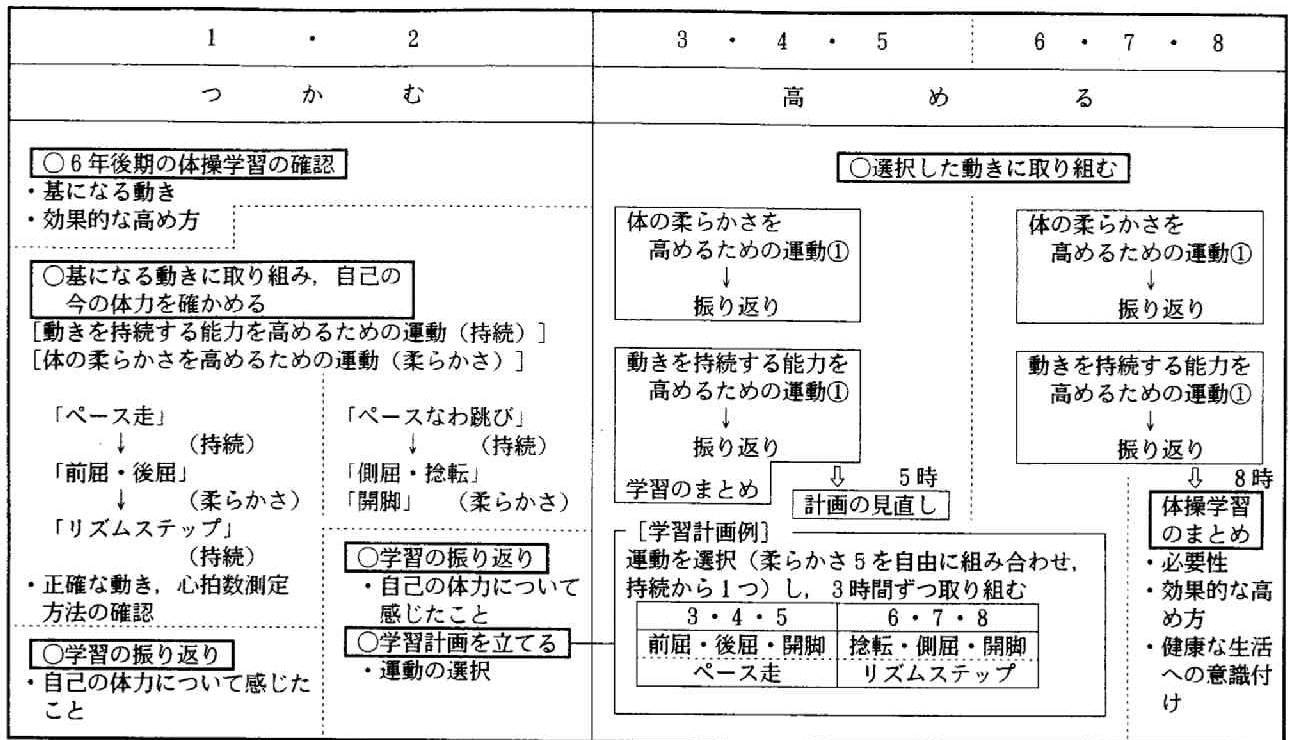 1 ・ 2
つ か む
○6年後期の体操学習の確認
・基になる動き
・効果的な高め方
○基になる動きに取り組み，自己の
今の体力を確かめる
［動きを持続する能力を高めるための運動（持続）］
［体の柔らかさを高めるための運動（柔らかさ）］
「ペース走」
↓ （持続）
「前屈・後屈」
↓ （柔らかさ）
「リズムステップ」
（持続）
・正確な動き，心拍数測定
方法の確認
○学習の振り返り
・自己の体力について感じた
こと
「ペースなわ跳び」
↓ （持続）
「側屈・捻転」
「開脚」 （柔らかさ）
○学習の振り返り
・自己の体力について
感じたこと
○学習計画を立てる
・運動の選択
3 ・ 4 ・ 5
6 ・ 7 ・ 8
高 め る
○選択した動きに取り組む
体の柔らかさを
高めるための運動①
↓
振り返り
動きを持続する能力を
高めるための運動①
↓
振り返り
学習のまとめ
⇩ 5時
計画の見直し
体の柔らかさを
高めるための運動①
↓
振り返り
動きを持続する能力を
高めるための運動①
↓
振り返り
⇩ 8時
体操学習
のまとめ
・必要性
・効果的な高
め方
・健康な生活
への意識付
け
［学習計画例］
運動を選択（柔らかさ5を自由に組み合わせ，
持続から1つ）し，3時間ずつ取り組む
3・4・5 6・7・8
前屈・後屈・開脚 捻転・側屈・開脚
ペース走 リズムステップ